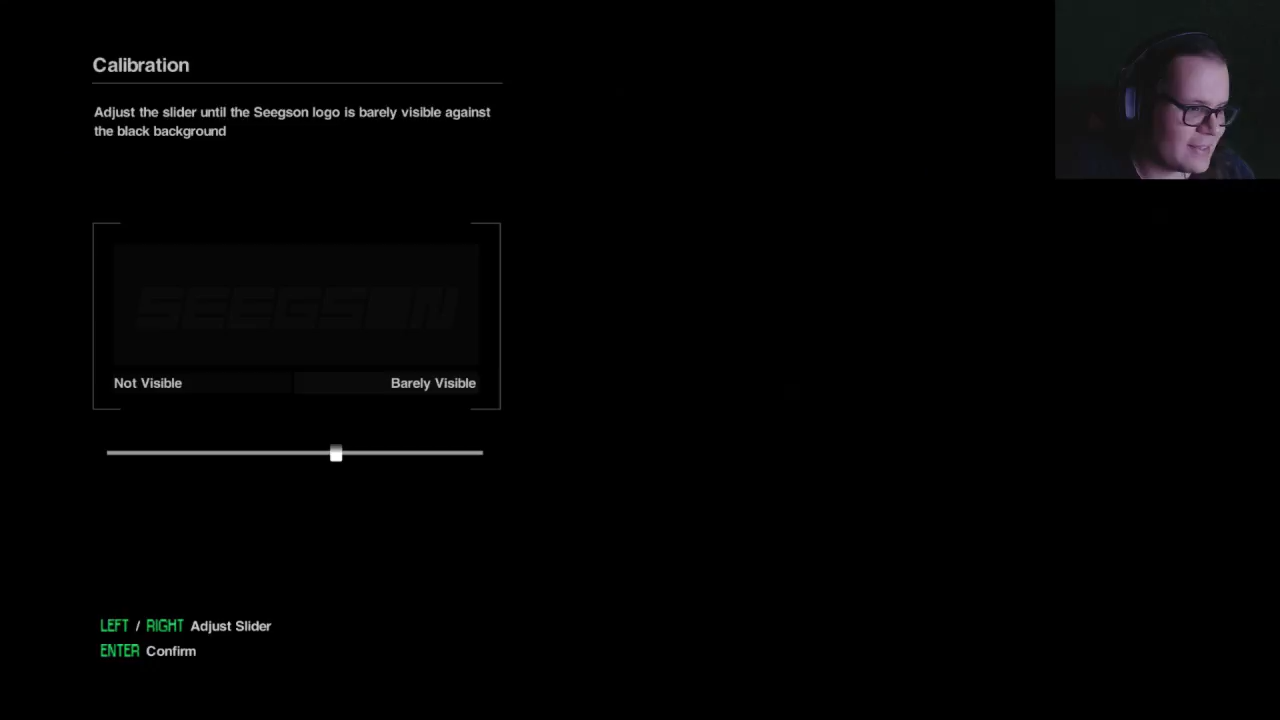 Calibration
Adjust the slider until the Seegson logo is barely visible against
the black background
SEEGSON
Not Visible
Barely Visible
LEFT / RIGHT Adjust Slider
ENTER Confirm